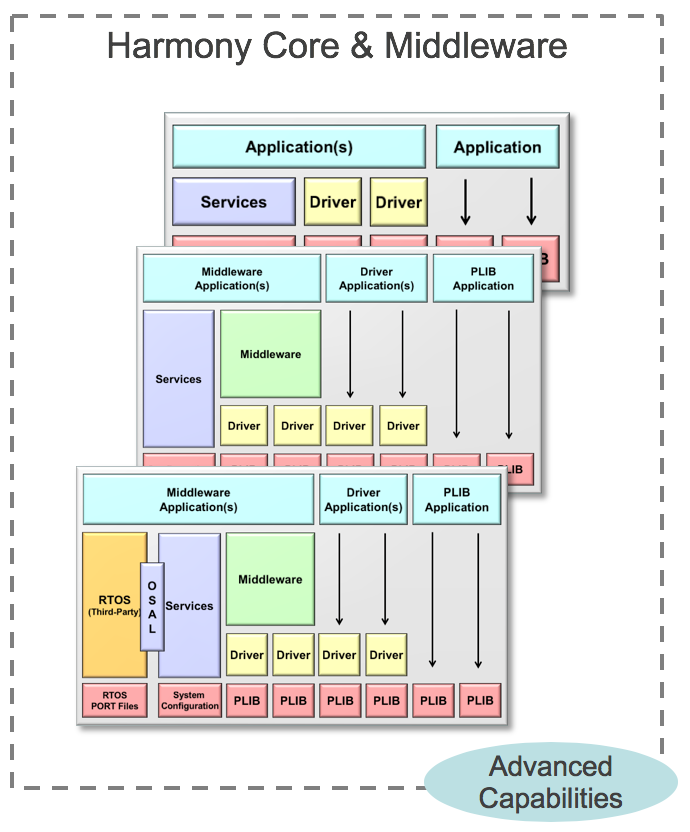 Harmony Core & Middleware
Application(s)
Application
Services
Driver
Driver
Middleware
Application(s)
Driver
Application(s)
PLIB
Application
Services
Middleware
Driver
Driver
Driver
Driver
PLIB
Middleware
Application(s)
Driver
Application(s)
PLIB
Application
RTOS
(Third-Party)
O
S
A
L
Services
Middleware
Driver
Driver
Driver
Driver
RTOS
PORT Files
System
Configuration
PLIB
PLIB
PLIB
PLIB
PLIB
PLIB
Advanced
Capabilities